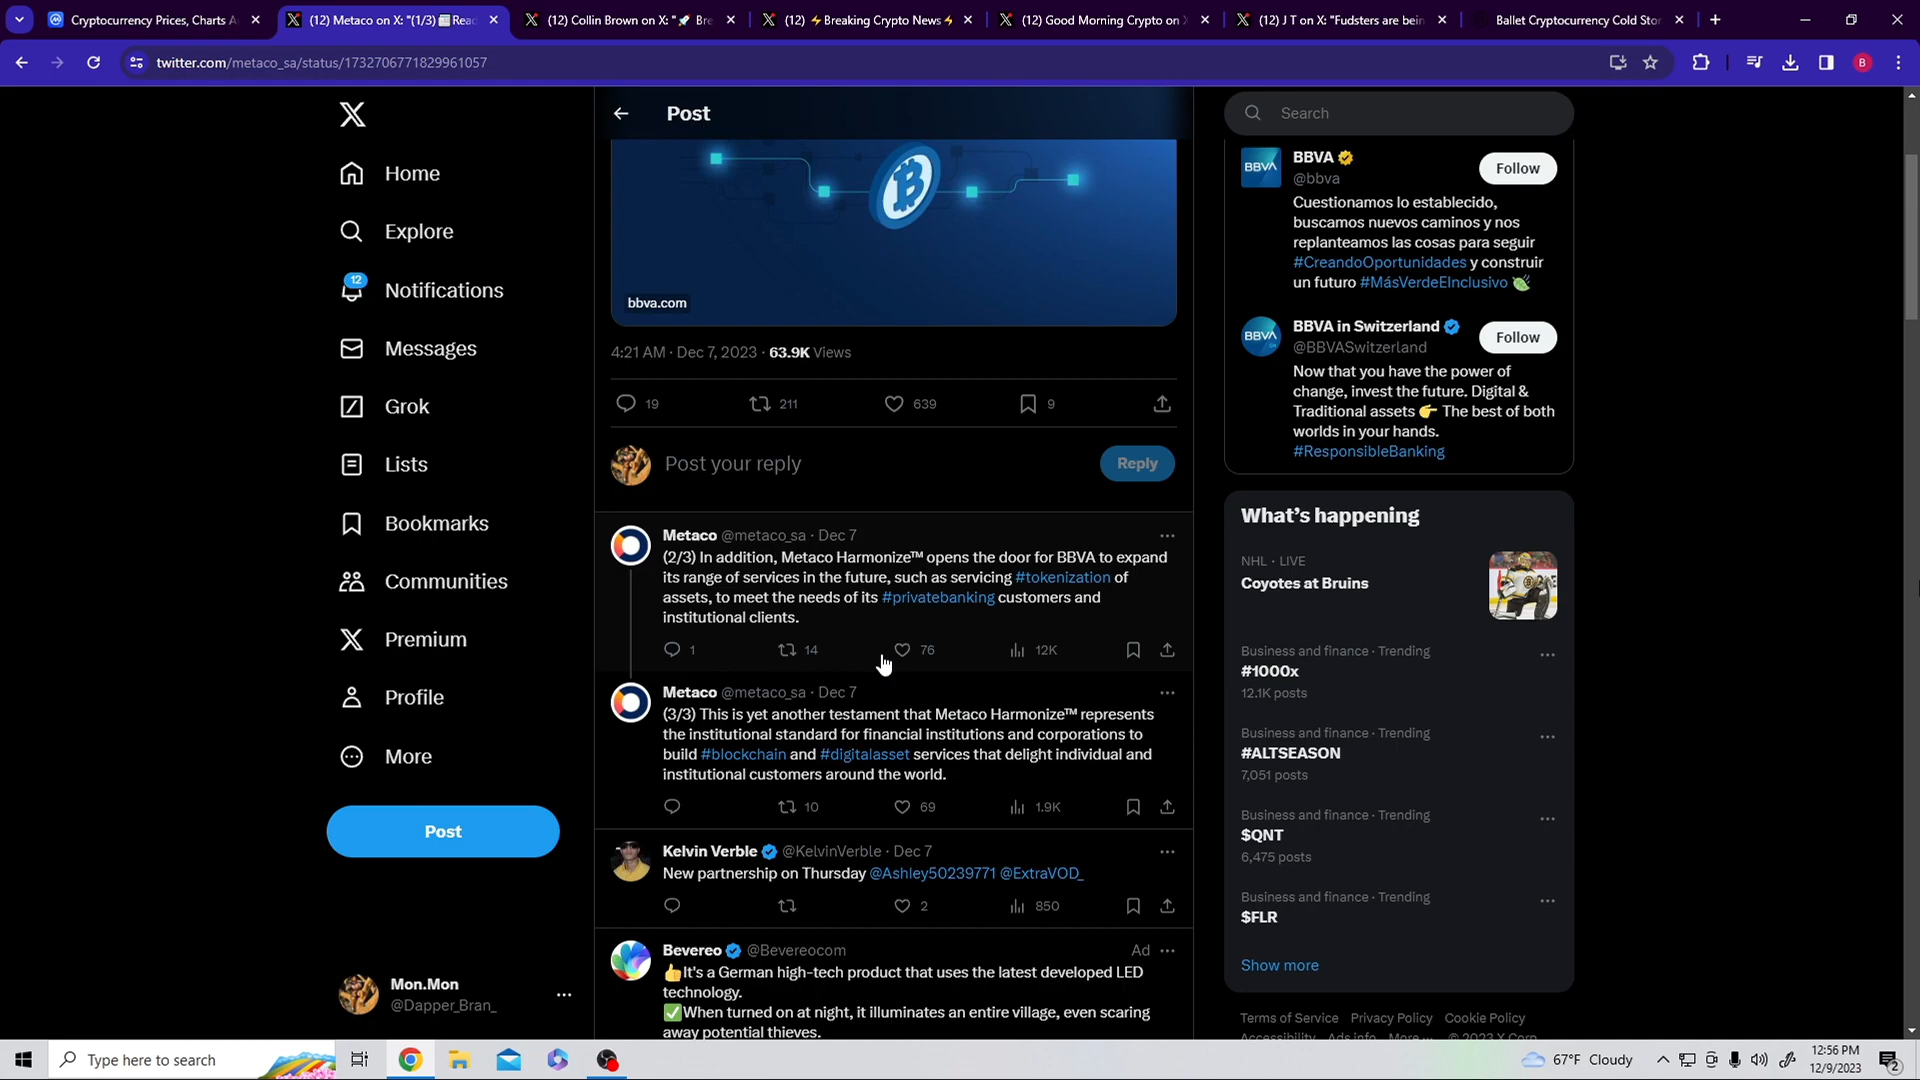 Cryptocurrency Prices, Charts A
(12) Metaco on X: "(1/3)📰Read
(12) Collin Brown on X: "🚀 Bre
(12) ⚡Breaking Crypto News⚡
(12) Good Morning Crypto on X
(12) J T on X: "Fudsters are bein
Ballet Cryptocurrency Cold Stor
twitter.com/metaco_sa/status/1732706771829961057
B
Home
Explore
12
Notifications
Messages
Grok
Lists
Bookmarks
Communities
Premium
Profile
More
Post
Mon.Mon
@Dapper_Bran_
Post
bbva.com
4:21 AM · Dec 7, 2023 · 63.9K Views
19 211 639 9
Post your reply
Reply
Metaco @metaco_sa · Dec 7
(2/3) In addition, Metaco Harmonize™ opens the door for BBVA to expand
its range of services in the future, such as servicing #tokenization of
assets, to meet the needs of its #privatebanking customers and
institutional clients.
1 14 76 12K
Metaco @metaco_sa · Dec 7
(3/3) This is yet another testament that Metaco Harmonize™ represents
the institutional standard for financial institutions and corporations to
build #blockchain and #digitalasset services that delight individual and
institutional customers around the world.
10 69 1.9K
Kelvin Verble @KelvinVerble · Dec 7
New partnership on Thursday @Ashley50239771 @ExtraVOD_
2 850
Bevereo @Bevereocom Ad
👍It's a German high-tech product that uses the latest developed LED
technology.
✅When turned on at night, it illuminates an entire village, even scaring
away potential thieves.
Search
BBVA
BBVA
@bbva
Follow
Cuestionamos lo establecido,
buscamos nuevos caminos y nos
replanteamos las cosas para seguir
#CreandoOportunidades y construir
un futuro #MásVerdeEInclusivo
BBVA
BBVA in Switzerland
@BBVASwitzerland
Follow
Now that you have the power of
change, invest the future. Digital &
Traditional assets 👉 The best of both
worlds in your hands.
#ResponsibleBanking
What's happening
NHL · LIVE
Coyotes at Bruins
Business and finance · Trending
#1000x
12.1K posts
Business and finance · Trending
#ALTSEASON
7,051 posts
Business and finance · Trending
$QNT
6,475 posts
Business and finance · Trending
$FLR
Show more
Terms of Service Privacy Policy Cookie Policy
Accessibility Ads info More ... © 2023 X Corp.
Type here to search
67°F Cloudy
12:56 PM
12/9/2023
2